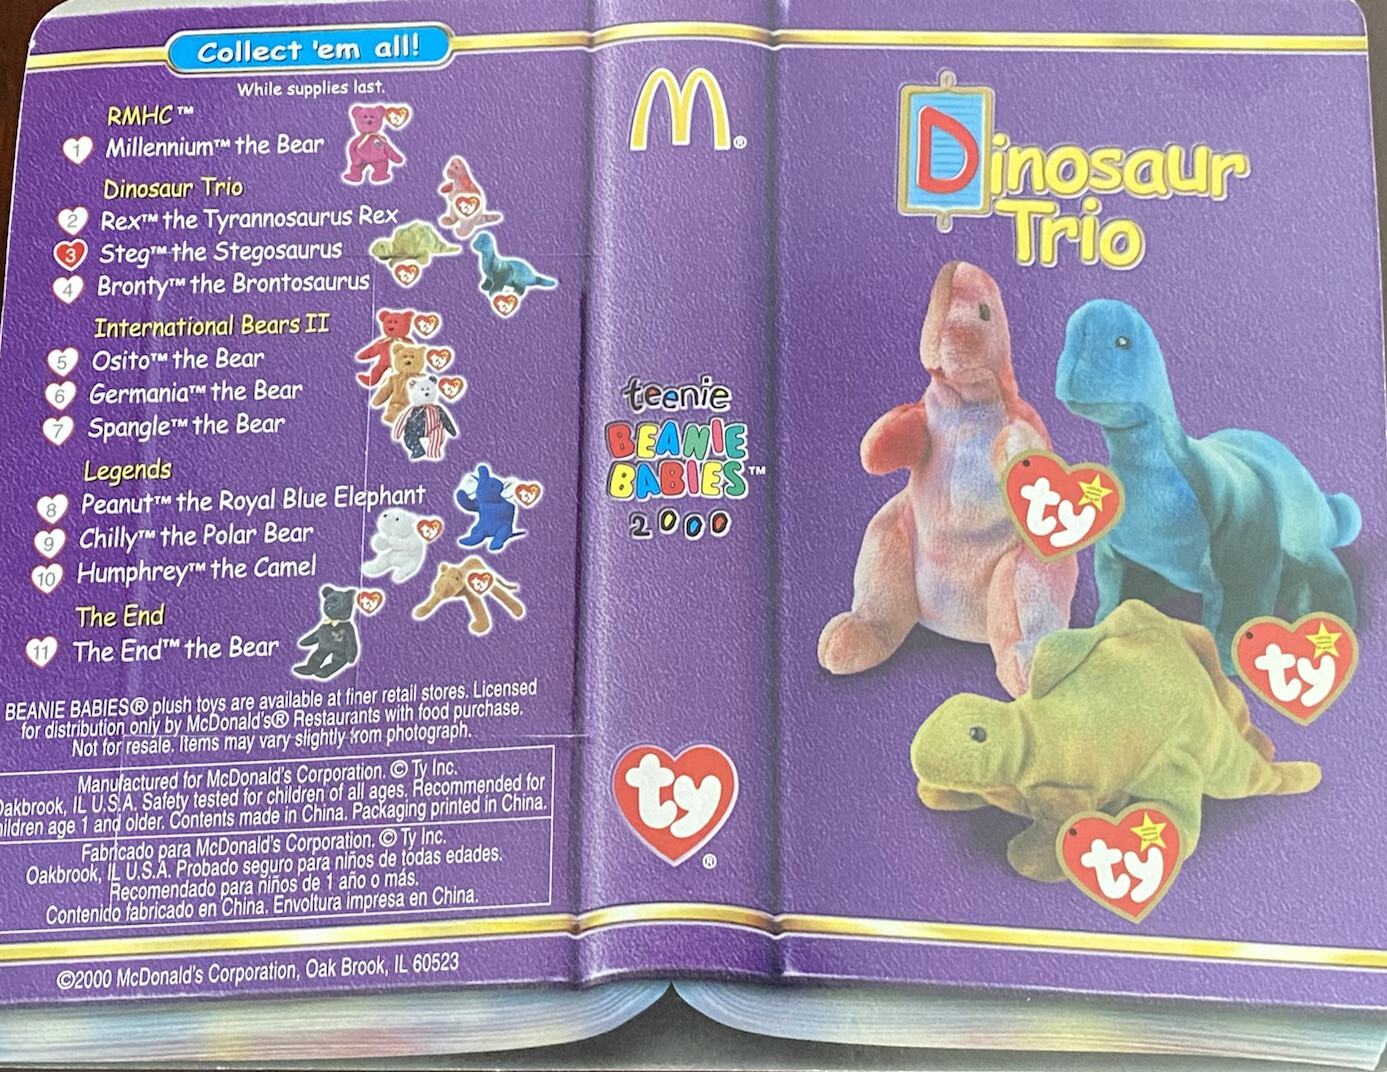 Collect 'em all!
While supplies last.
RMHC™
1 Millennium™ the Bear
Dinosaur Trio
2 Rex™ the Tyrannosaurus Rex
3 Steg™ the Stegosaurus
4 Bronty™ the Brontosaurus
International Bears II
5 Osito™ the Bear
6 Germania™ the Bear
7 Spangle™ the Bear
Legends
8 Peanut™ the Royal Blue Elephant
9 Chilly™ the Polar Bear
10 Humphrey™ the Camel
The End
11 The End™ the Bear
BEANIE BABIES® plush toys are available at finer retail stores. Licensed
for distribution only by McDonald's® Restaurants with food purchase.
Not for resale. Items may vary slightly from photograph.
Manufactured for McDonald's Corporation. © Ty Inc.
Oakbrook, IL U.S.A. Safety tested for children of all ages. Recommended for
children age 1 and older. Contents made in China. Packaging printed in China.
Fabricado para McDonald's Corporation. © Ty Inc.
Oakbrook, IL U.S.A. Probado seguro para niños de todas edades.
Recomendado para niños de 1 año o más.
Contenido fabricado en China. Envoltura impresa en China.
©2000 McDonald's Corporation, Oak Brook, IL 60523
M®
teenie
BEANIE
BABIES™
2000
ty®
Dinosaur
Trio
ty
ty
ty